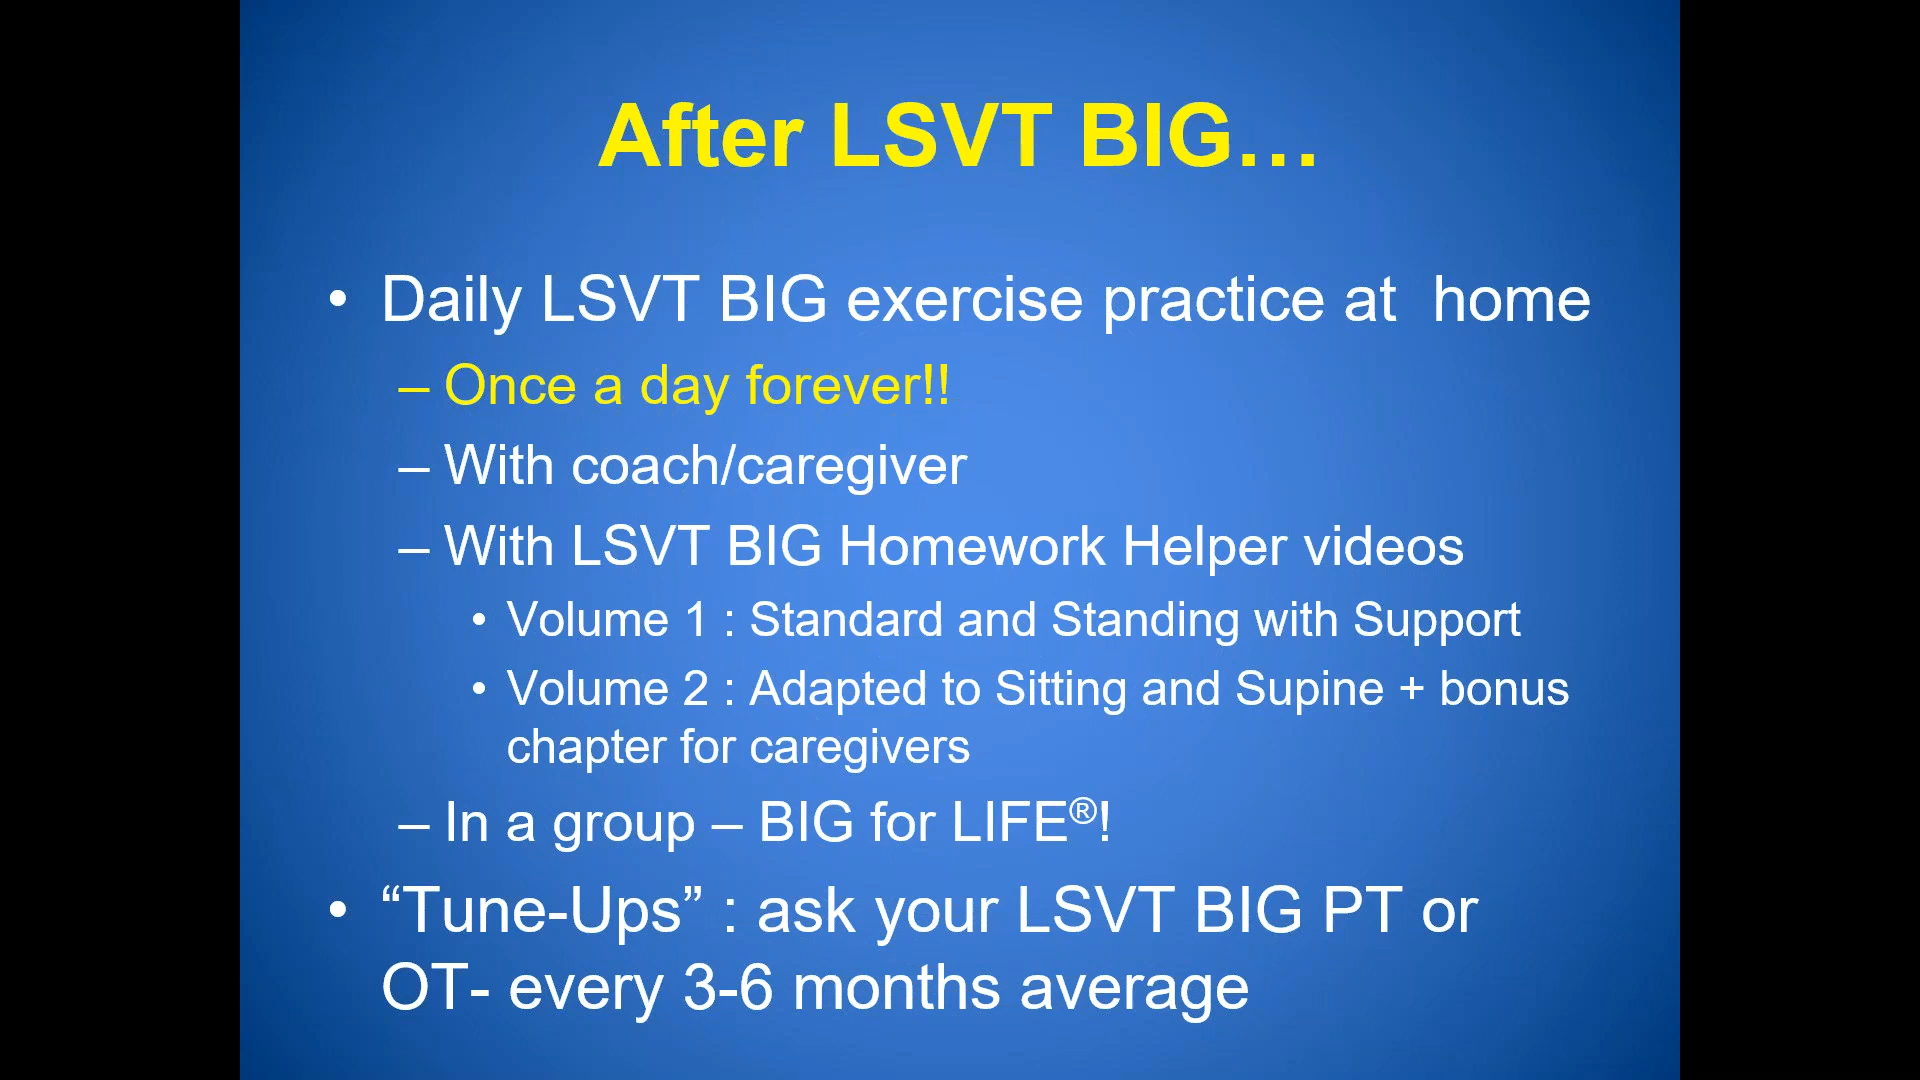 After LSVT BIG…
• Daily LSVT BIG exercise practice at  home
– Once a day forever!!
– With coach/caregiver
– With LSVT BIG Homework Helper videos
• Volume 1 : Standard and Standing with Support
• Volume 2 : Adapted to Sitting and Supine + bonus
chapter for caregivers
– In a group – BIG for LIFE®!
• “Tune-Ups” : ask your LSVT BIG PT or
OT- every 3-6 months average